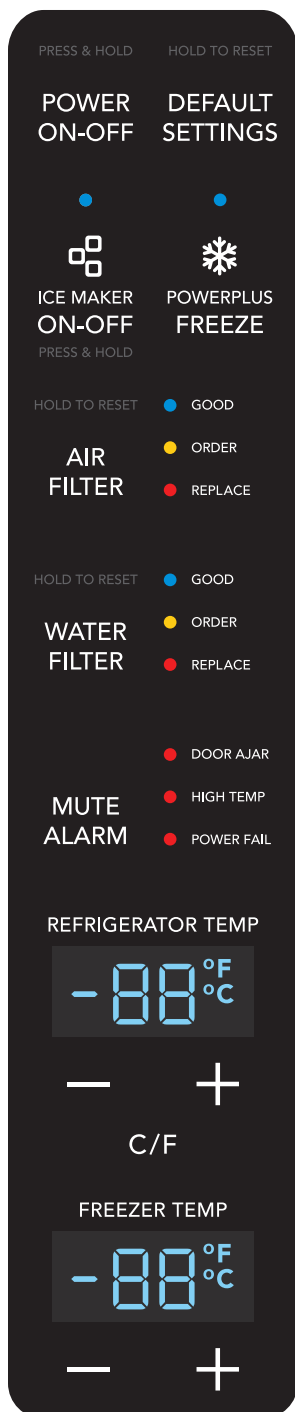 PRESS & HOLD
HOLD TO RESET
POWER
ON-OFF
DEFAULT
SETTINGS
ICE MAKER
ON-OFF
PRESS & HOLD
POWERPLUS
FREEZE
HOLD TO RESET
AIR
FILTER
GOOD
ORDER
REPLACE
HOLD TO RESET
WATER
FILTER
GOOD
ORDER
REPLACE
MUTE
ALARM
DOOR AJAR
HIGH TEMP
POWER FAIL
REFRIGERATOR TEMP
-88 °F
°C
− +
C/F
FREEZER TEMP
-88 °F
°C
− +